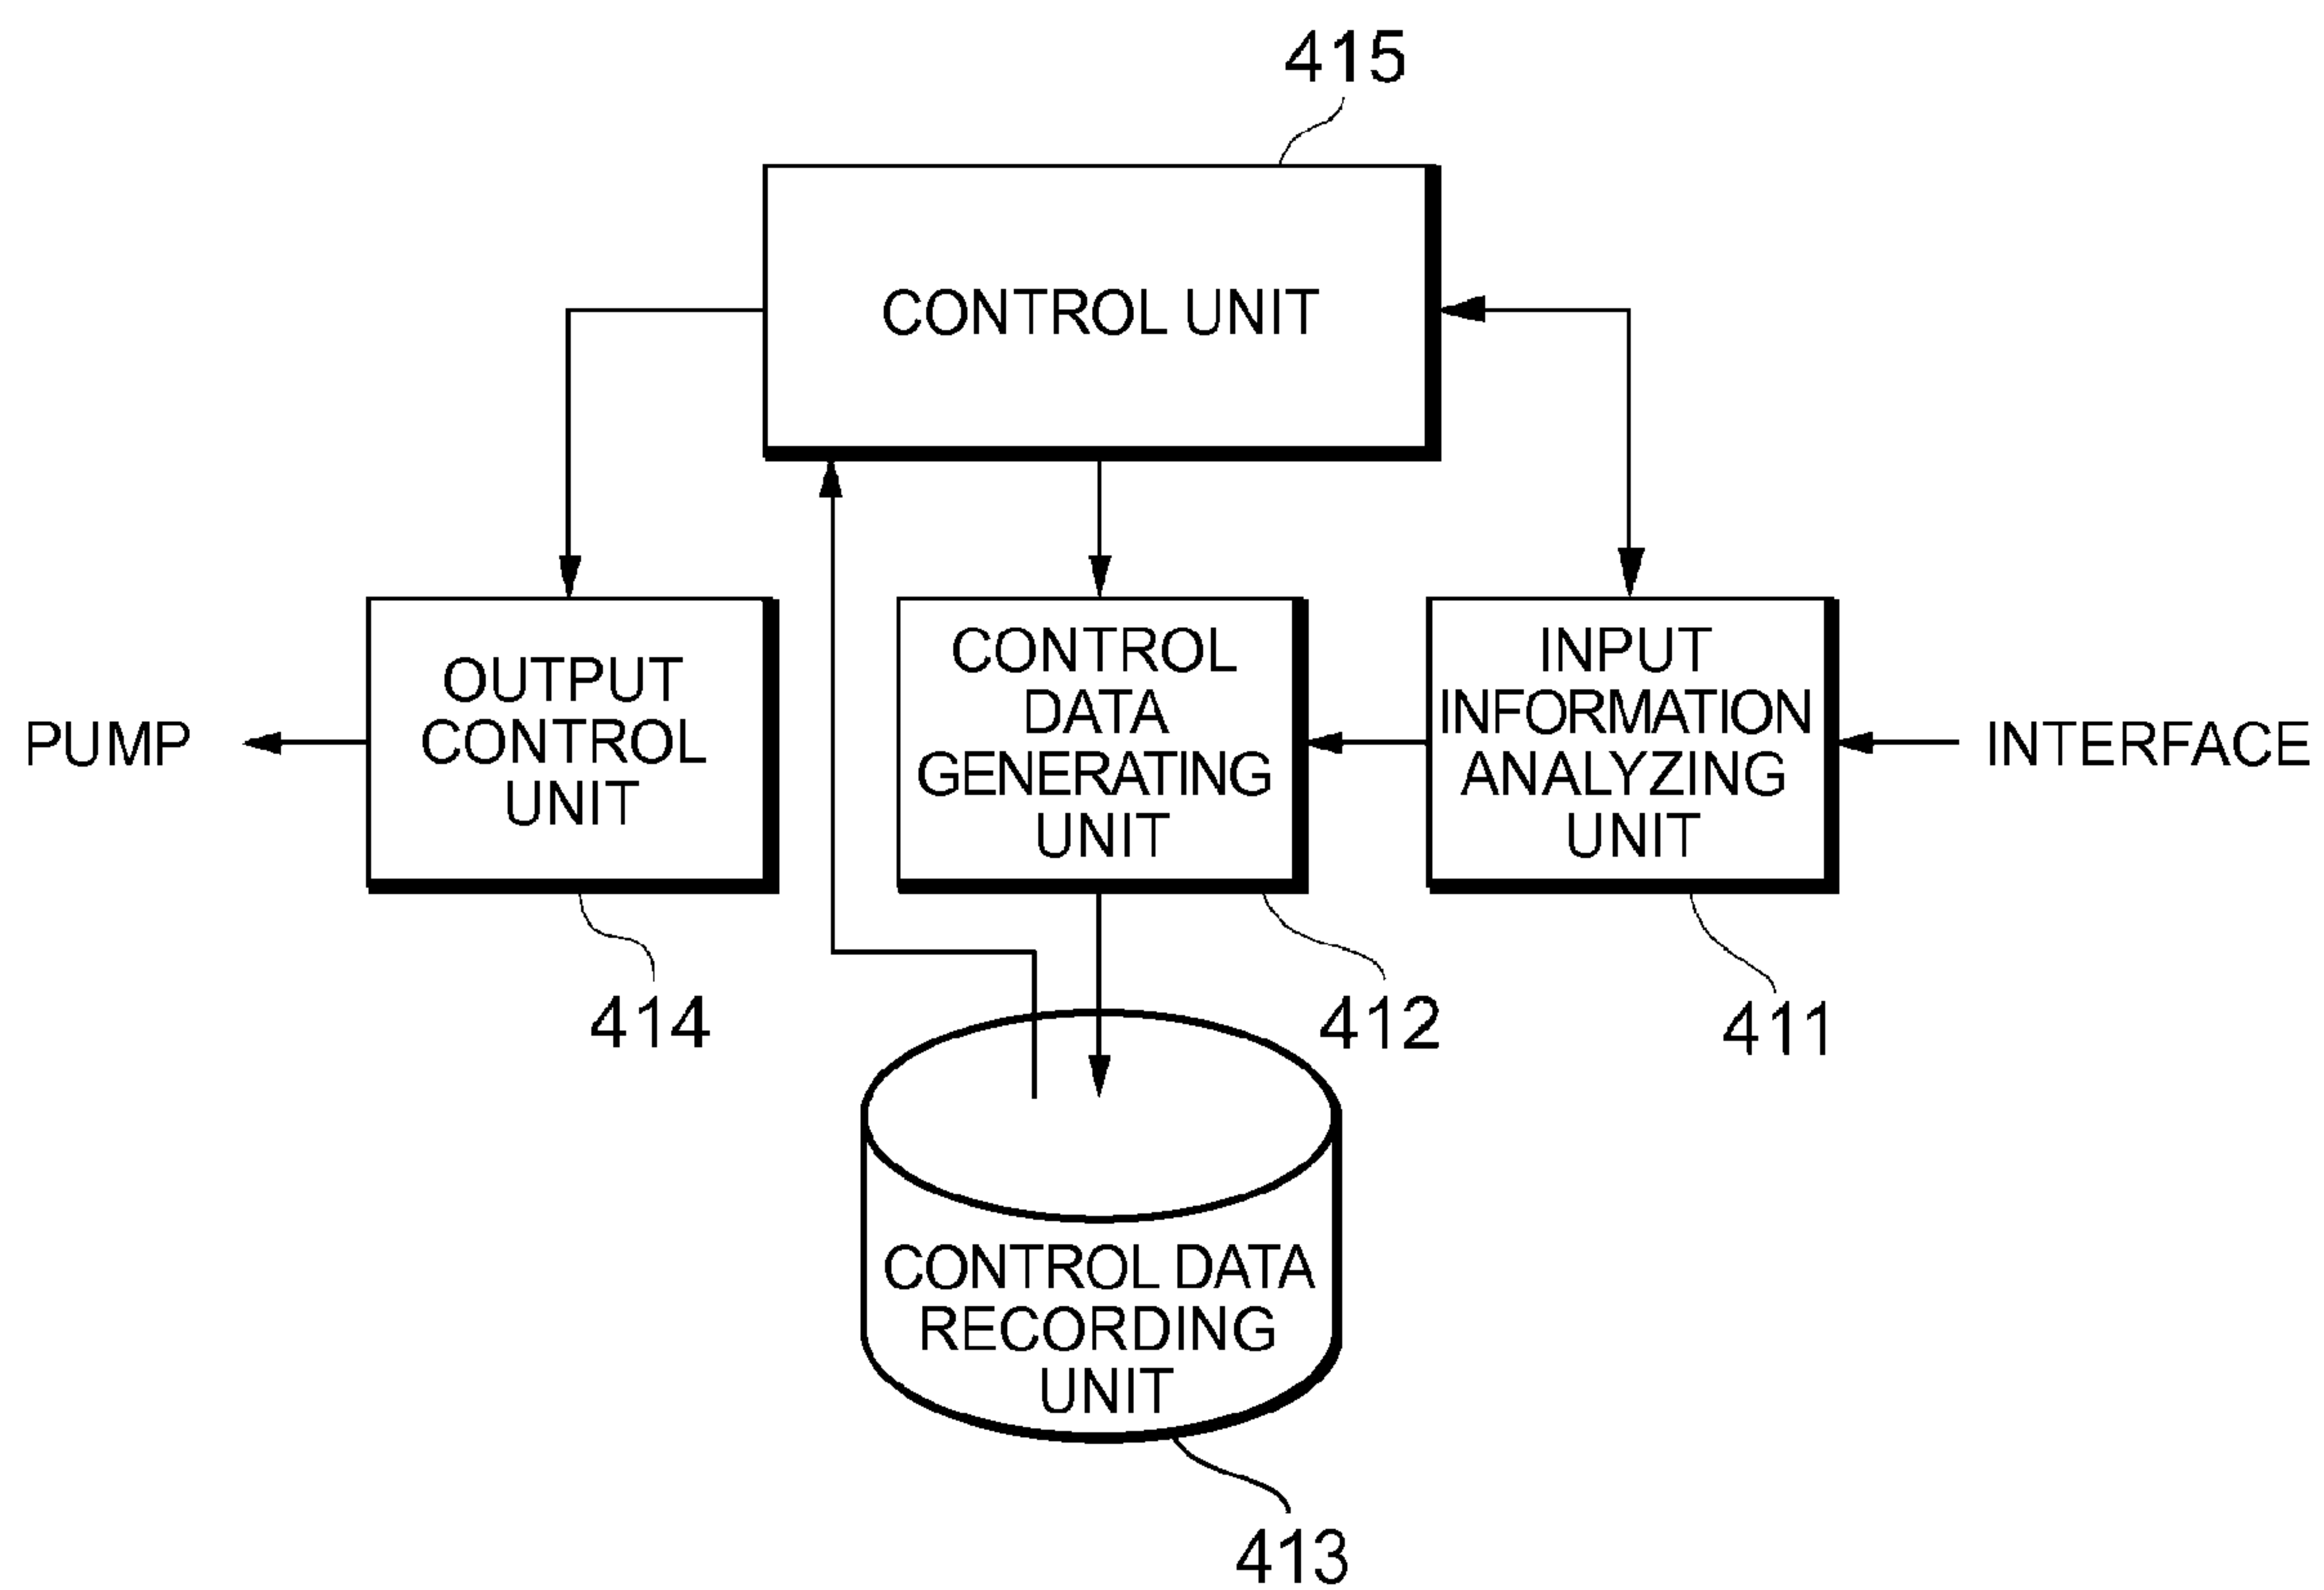 415
CONTROL UNIT
OUTPUT
CONTROL
UNIT
CONTROL
DATA
GENERATING
UNIT
INPUT
INFORMATION
ANALYZING
UNIT
PUMP
INTERFACE
414
412
411
CONTROL DATA
RECORDING
UNIT
413